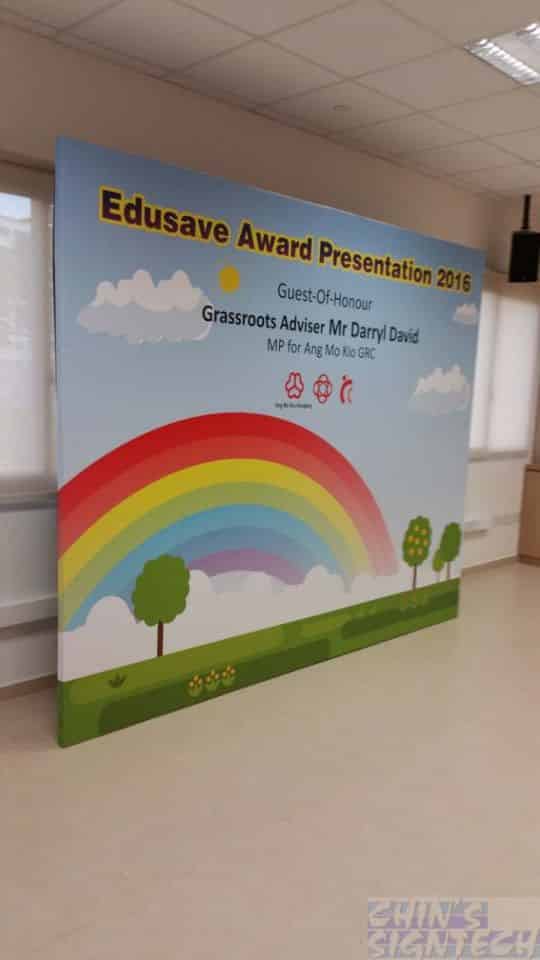 Edusave Award Presentation 2016
Guest-Of-Honour
Grassroots Adviser Mr Darryl David
MP for Ang Mo Kio GRC
CHIN'S
SIGNTECH